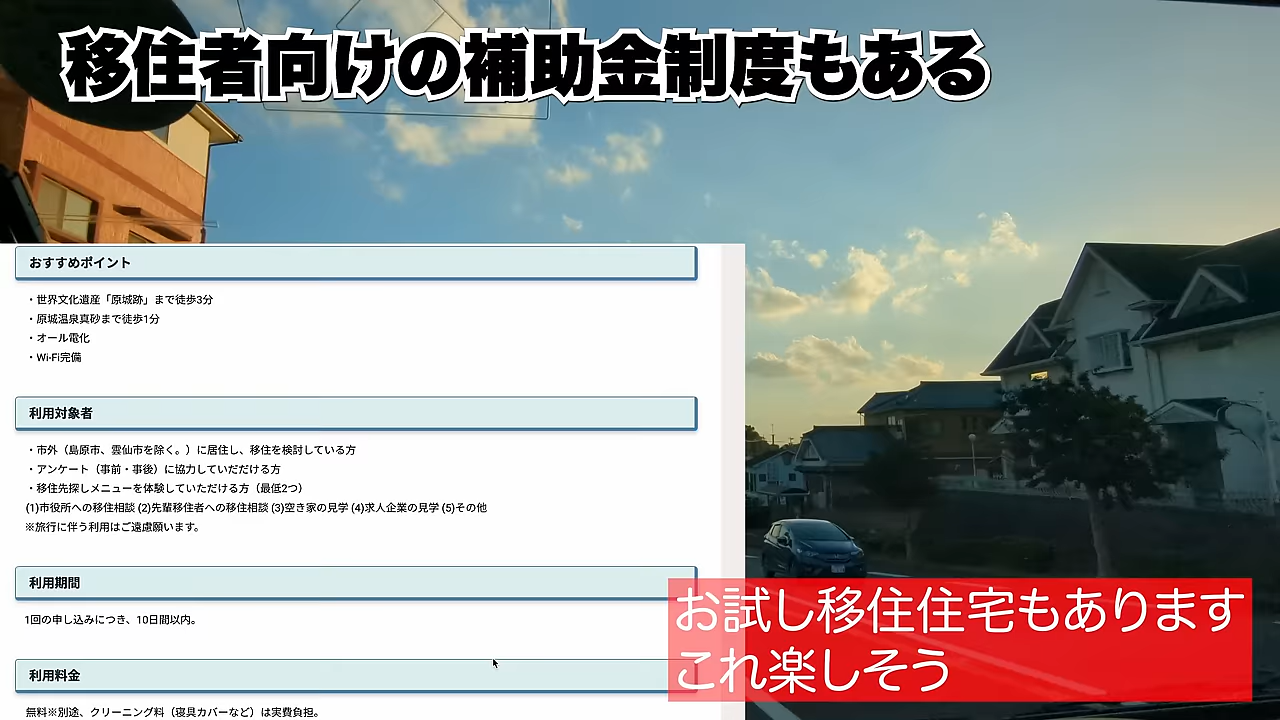 移住者向けの補助金制度もある
おすすめポイント
・世界文化遺産「原城跡」まで徒歩3分
・原城温泉真砂まで徒歩1分
・オール電化
・Wi-Fi完備
利用対象者
・市外（島原市、雲仙市を除く。）に居住し、移住を検討している方
・アンケート（事前・事後）に協力していだだける方
・移住先探しメニューを体験していただける方（最低2つ）
(1)市役所への移住相談 (2)先輩移住者への移住相談 (3)空き家の見学 (4)求人企業の見学 (5)その他
※旅行に伴う利用はご遠慮願います。
利用期間
1回の申し込みにつき、10日間以内。
利用料金
無料※別途、クリーニング料（寝具カバーなど）は実費負担。
お試し移住住宅もあります
これ楽しそう